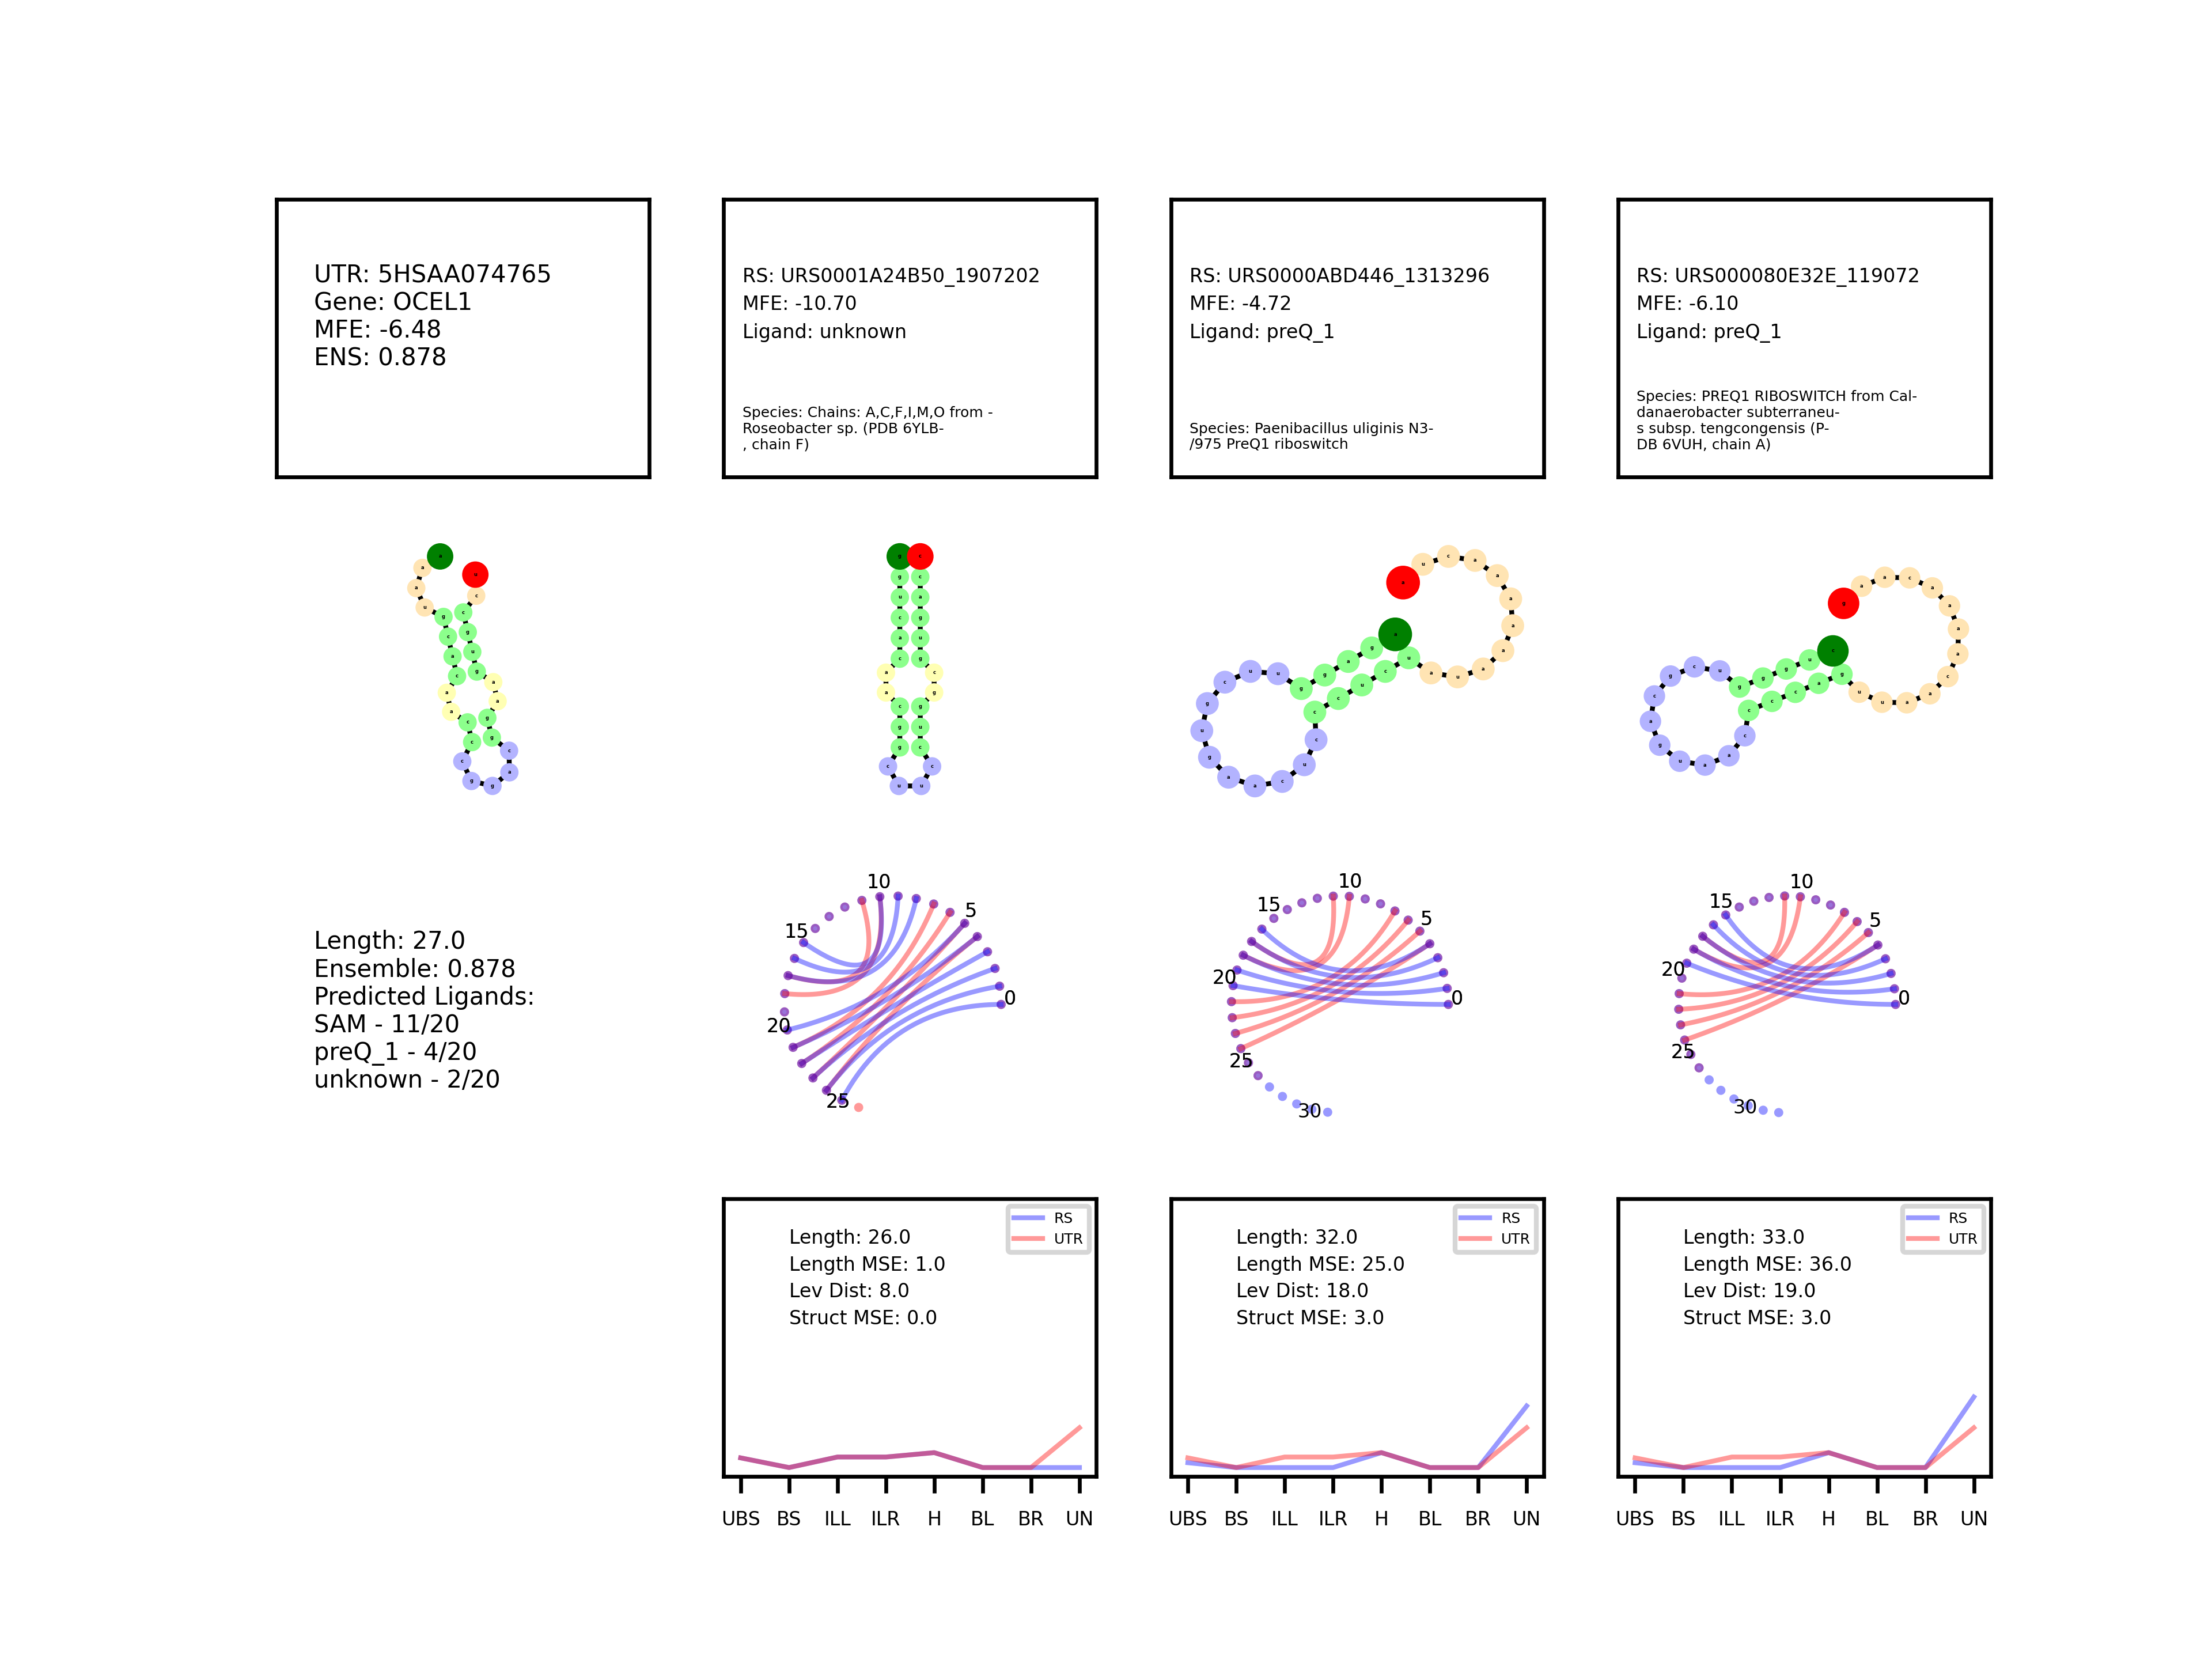 UTR: 5HSAA074765
Gene: OCEL1
MFE: -6.48
ENS: 0.878
RS: URS0001A24B50_1907202
MFE: -10.70
Ligand: unknown
Species: Chains: A,C,F,I,M,O from -
Roseobacter sp. (PDB 6YLB-
, chain F)
RS: URS0000ABD446_1313296
MFE: -4.72
Ligand: preQ_1
Species: Paenibacillus uliginis N3-
/975 PreQ1 riboswitch
RS: URS000080E32E_119072
MFE: -6.10
Ligand: preQ_1
Species: PREQ1 RIBOSWITCH from Cal-
danaerobacter subterraneu-
s subsp. tengcongensis (P-
DB 6VUH, chain A)
Length: 27.0
Ensemble: 0.878
Predicted Ligands:
SAM - 11/20
preQ_1 - 4/20
unknown - 2/20
0
5
10
15
20
25
0
5
10
15
20
25
30
0
5
10
15
20
25
30
RS
UTR
Length: 26.0
Length MSE: 1.0
Lev Dist: 8.0
Struct MSE: 0.0
UBS BS ILL ILR H BL BR UN
RS
UTR
Length: 32.0
Length MSE: 25.0
Lev Dist: 18.0
Struct MSE: 3.0
UBS BS ILL ILR H BL BR UN
RS
UTR
Length: 33.0
Length MSE: 36.0
Lev Dist: 19.0
Struct MSE: 3.0
UBS BS ILL ILR H BL BR UN